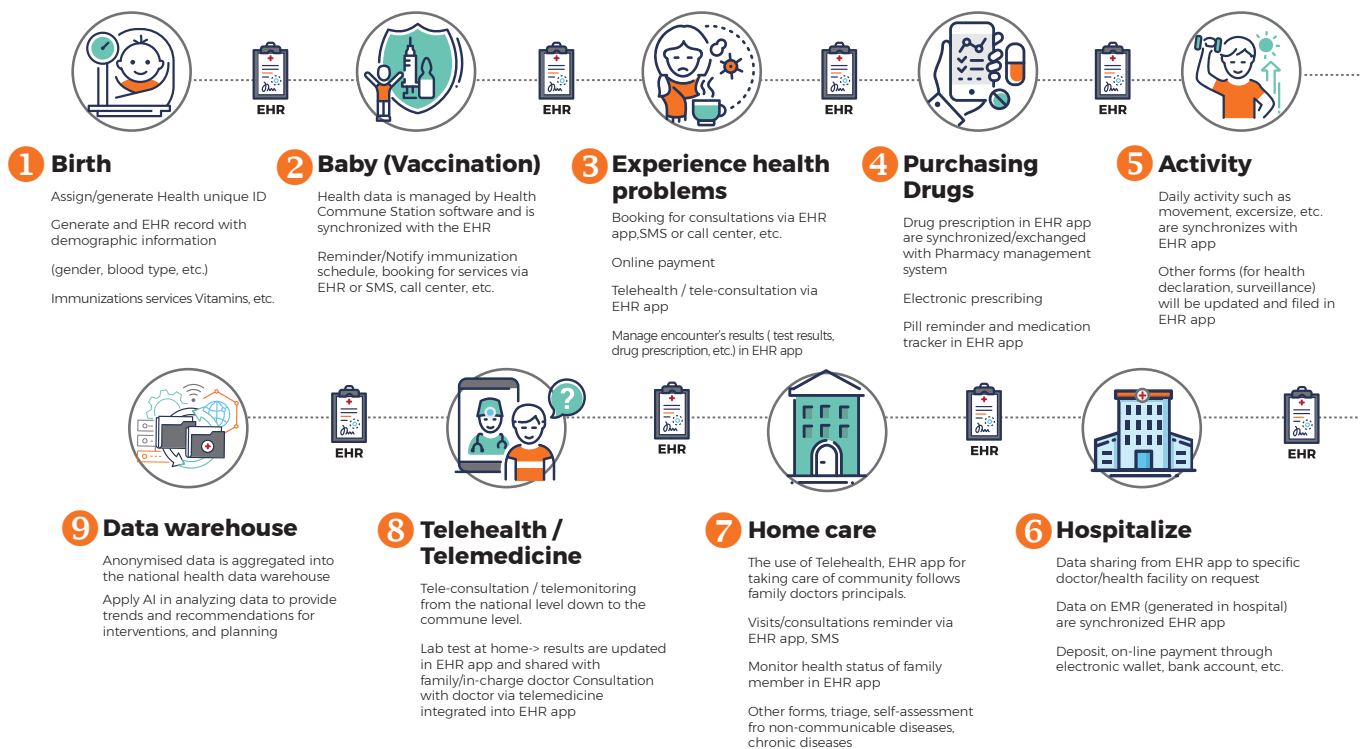 EHR
EHR
EHR
EHR
1 Birth
Assign/generate Health unique ID
Generate and EHR record with
demographic information
(gender, blood type, etc.)
Immunizations services Vitamins, etc.
2 Baby (Vaccination)
Health data is managed by Health
Commune Station software and is
synchronized with the EHR
Reminder/Notify immunization
schedule, booking for services via
EHR or SMS, call center, etc.
3 Experience health
problems
Booking for consultations via EHR
app,SMS or call center, etc.
Online payment
Telehealth / tele-consultation via
EHR app
Manage encounter's results ( test results,
drug prescription, etc.) in EHR app
4 Purchasing
Drugs
Drug prescription in EHR app
are synchronized/exchanged
with Pharmacy management
system
Electronic prescribing
Pill reminder and medication
tracker in EHR app
5 Activity
Daily activity such as
movement, excersize, etc.
are synchronizes with
EHR app
Other forms (for health
declaration, surveillance)
will be updated and filed in
EHR app
?
EHR
EHR
EHR
EHR
9 Data warehouse
Anonymised data is aggregated into
the national health data warehouse
Apply AI in analyzing data to provide
trends and recommendations for
interventions, and planning
8 Telehealth /
Telemedicine
Tele-consultation / telemonitoring
from the national level down to the
commune level.
Lab test at home-> results are updated
in EHR app and shared with
family/in-charge doctor Consultation
with doctor via telemedicine
integrated into EHR app
7 Home care
The use of Telehealth, EHR app for
taking care of community follows
family doctors principals.
Visits/consultations reminder via
EHR app, SMS
Monitor health status of family
member in EHR app
Other forms, triage, self-assessment
fro non-communicable diseases,
chronic diseases
6 Hospitalize
Data sharing from EHR app to specific
doctor/health facility on request
Data on EMR (generated in hospital)
are synchronized EHR app
Deposit, on-line payment through
electronic wallet, bank account, etc.